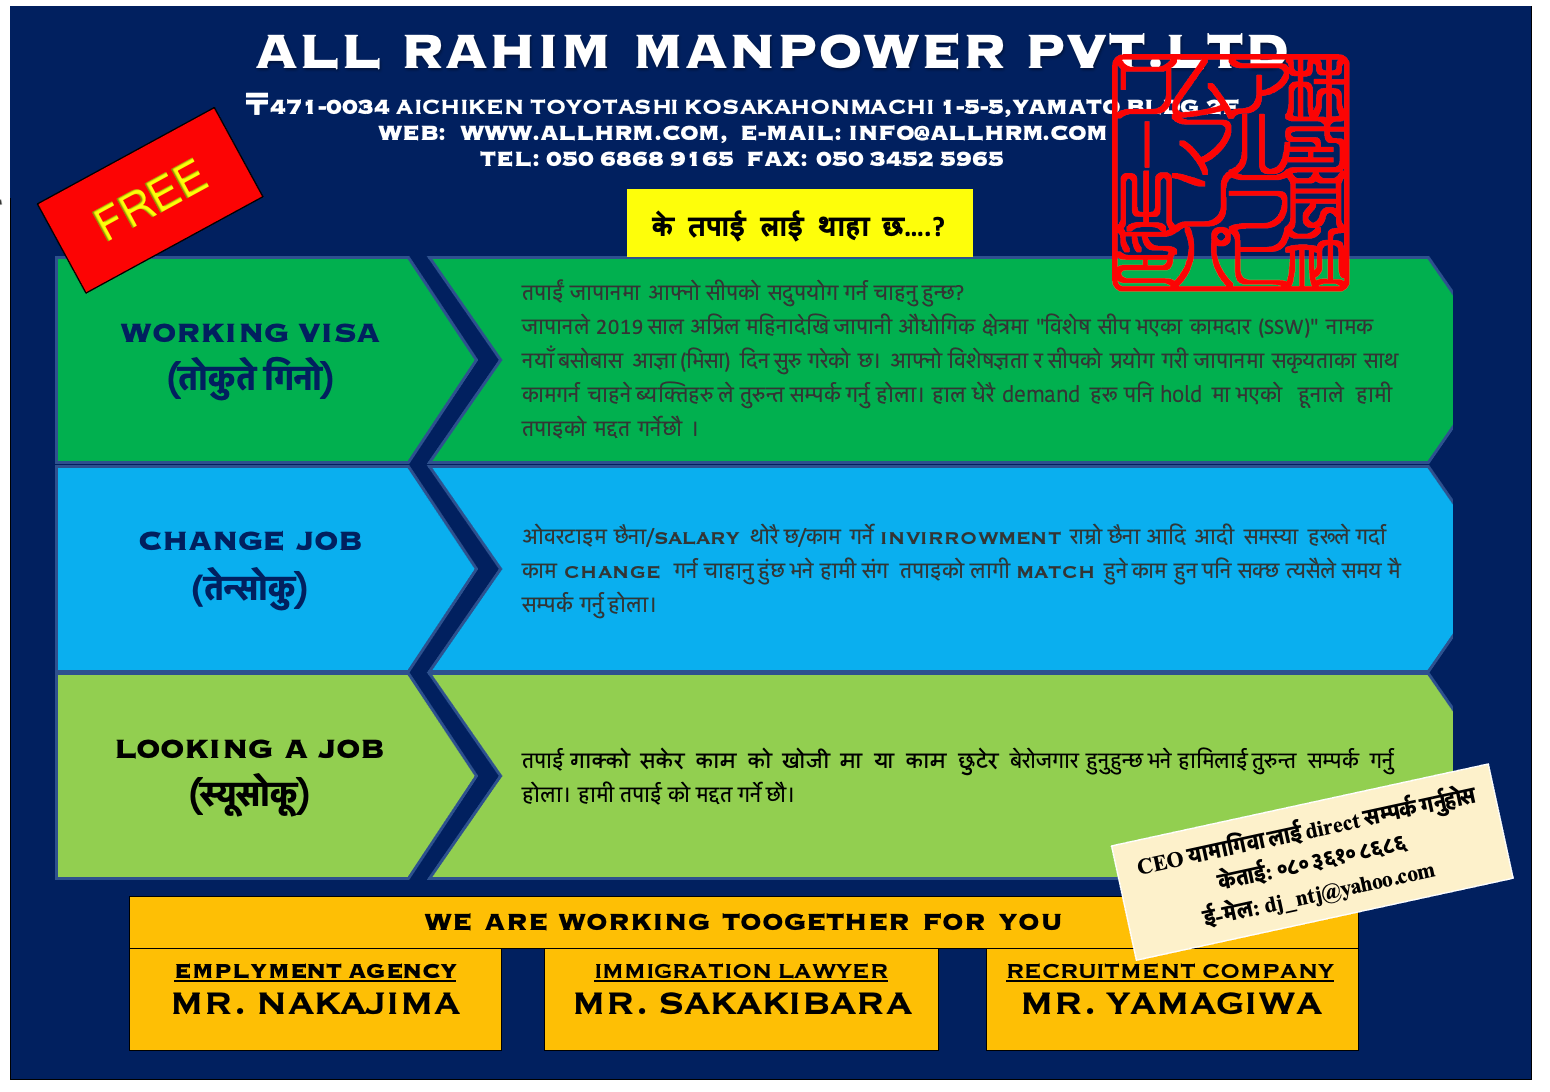 ALL RAHIM MANPOWER PVT.LTD
〒471-0034 AICHIKEN TOYOTASHI KOSAKAHONMACHI 1-5-5,YAMATO BLDG 2F
WEB: WWW.ALLHRM.COM, E-MAIL: INFO@ALLHRM.COM
TEL: 050 6868 9165 FAX: 050 3452 5965
FREE
के तपाई लाई थाहा छ....?
WORKING VISA
(तोकुते गिनो)
तपाईं जापानमा आफ्नो सीपको सदुपयोग गर्न चाहनु हुन्छ?
जापानले 2019 साल अप्रिल महिनादेखि जापानी औधोगिक क्षेत्रमा "विशेष सीप भएका कामदार (SSW)" नामक
नयाँ बसोबास आज्ञा (भिसा) दिन सुरु गरेको छ। आफ्नो विशेषज्ञता र सीपको प्रयोग गरी जापानमा सकृयताका साथ
कामगर्न चाहने ब्यक्तिहरु ले तुरुन्त सम्पर्क गर्नु होला। हाल धेरै demand हरू पनि hold मा भएको हूनाले हामी
तपाइको मद्दत गर्नेछौ ।
CHANGE JOB
(तेन्सोकु)
ओवरटाइम छैना/SALARY थोरै छ/काम गर्ने INVIRROWMENT राम्रो छैना आदि आदी समस्या हरूले गर्दा
काम CHANGE गर्न चाहानु हुंछ भने हामी संग तपाइको लागी MATCH हुने काम हुन पनि सक्छ त्यसैले समय मै
सम्पर्क गर्नु होला।
LOOKING A JOB
(स्यूसोकू)
तपाई गाक्को सकेर काम को खोजी मा या काम छुटेर बेरोजगार हुनुहुन्छ भने हामिलाई तुरुन्त सम्पर्क गर्नु
होला। हामी तपाई को मद्दत गर्ने छौ।
CEO यामागिवा लाई direct सम्पर्क गर्नुहोस
केताई: ०८० ३६१० ८६८६
ई-मेल: dj_ntj@yahoo.com
WE ARE WORKING TOOGETHER FOR YOU
EMPLYMENT AGENCY
MR. NAKAJIMA
IMMIGRATION LAWYER
MR. SAKAKIBARA
RECRUITMENT COMPANY
MR. YAMAGIWA